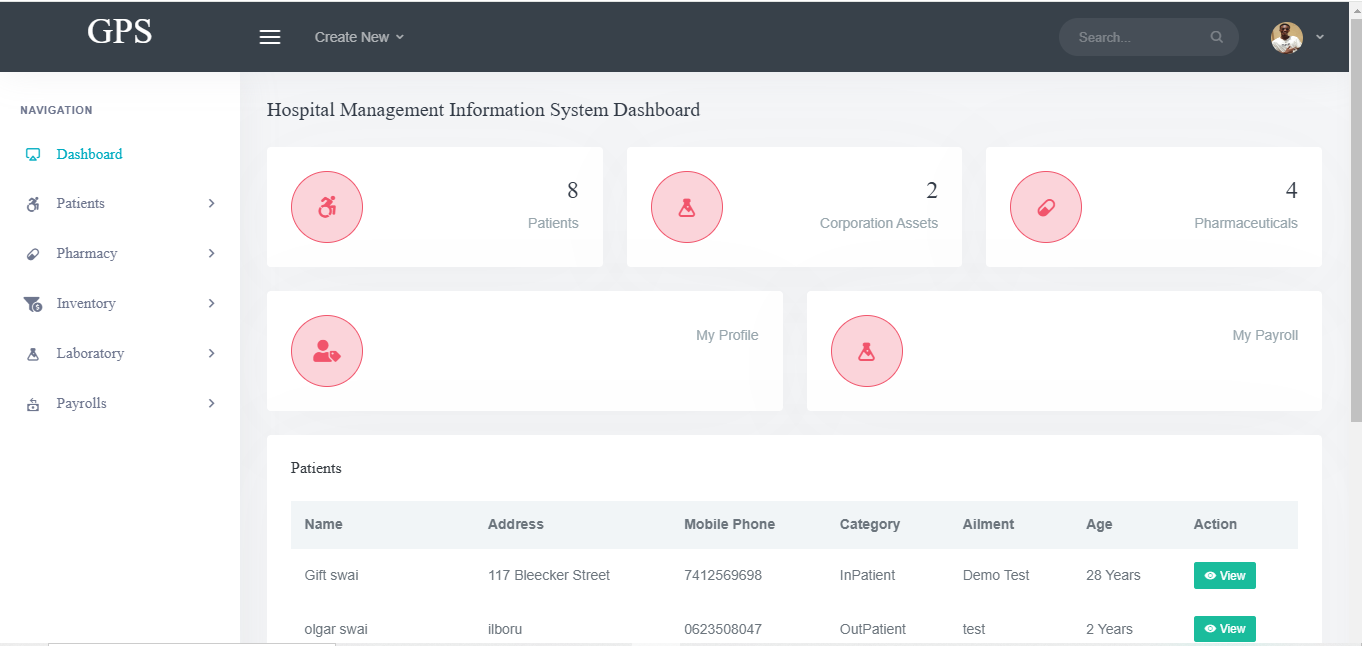 GPS
Create New
Search...
NAVIGATION
Dashboard
Patients
Pharmacy
Inventory
Laboratory
Payrolls
Hospital Management Information System Dashboard
8
Patients
2
Corporation Assets
4
Pharmaceuticals
My Profile
My Payroll
Patients
Name Address Mobile Phone Category Ailment Age Action
Gift swai 117 Bleecker Street 7412569698 InPatient Demo Test 28 Years View
olgar swai ilboru 0623508047 OutPatient test 2 Years View